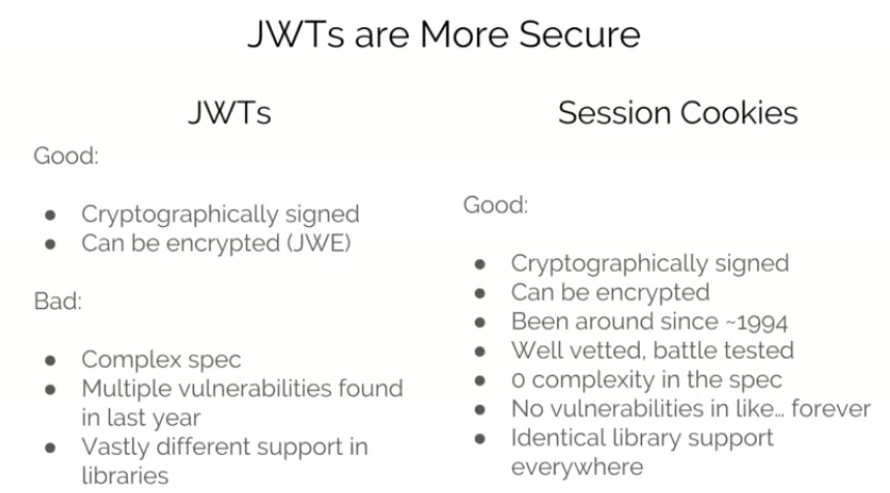 JWTs are More Secure
JWTs
Good:
● Cryptographically signed
● Can be encrypted (JWE)
Bad:
● Complex spec
● Multiple vulnerabilities found
in last year
● Vastly different support in
libraries
Session Cookies
Good:
● Cryptographically signed
● Can be encrypted
● Been around since ~1994
● Well vetted, battle tested
● 0 complexity in the spec
● No vulnerabilities in like… forever
● Identical library support
everywhere